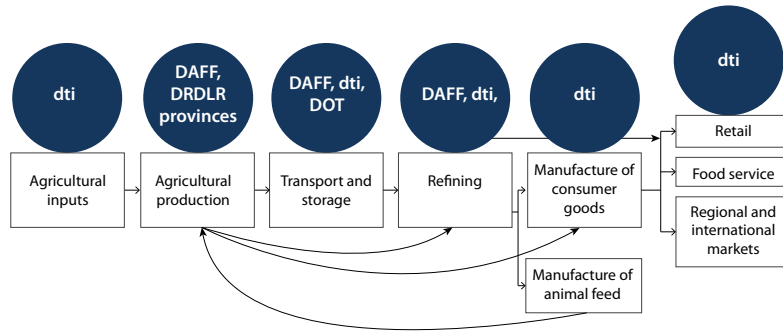 dti
DAFF,
DRDLR
provinces
DAFF, dti,
DOT
DAFF, dti,
dti
dti
Agricultural
inputs
Agricultural
production
Transport and
storage
Refining
Manufacture of
consumer
goods
Manufacture of
animal feed
Retail
Food service
Regional and
international
markets